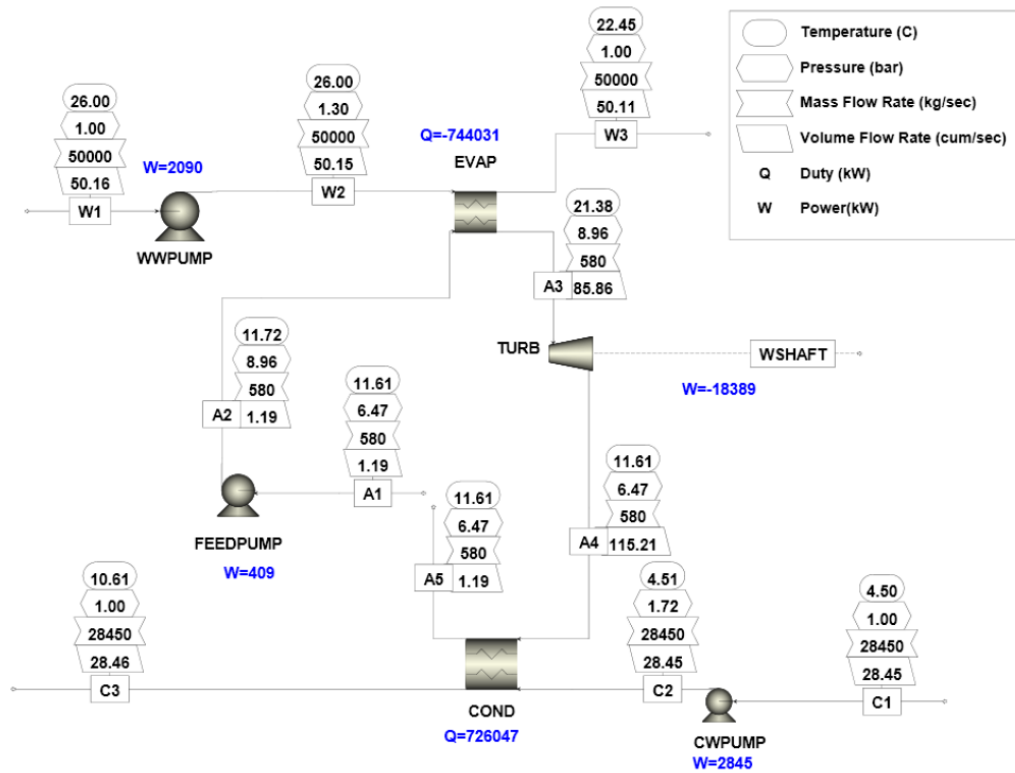 26.00
1.00
50000
50.16
W1
W=2090
WWPUMP
26.00
1.30
50000
50.15
W2
Q=-744031
EVAP
22.45
1.00
50000
50.11
W3
Temperature (C)
Pressure (bar)
Mass Flow Rate (kg/sec)
Volume Flow Rate (cum/sec)
Q Duty (kW)
W Power(kW)
21.38
8.96
580
85.86
A3
TURB
WSHAFT
W=-18389
11.72
8.96
580
1.19
A2
11.61
6.47
580
1.19
A1
FEEDPUMP
W=409
11.61
6.47
580
1.19
A5
11.61
6.47
580
115.21
A4
10.61
1.00
28450
28.46
C3
COND
Q=726047
4.51
1.72
28450
28.45
C2
4.50
1.00
28450
28.45
C1
CWPUMP
W=2845